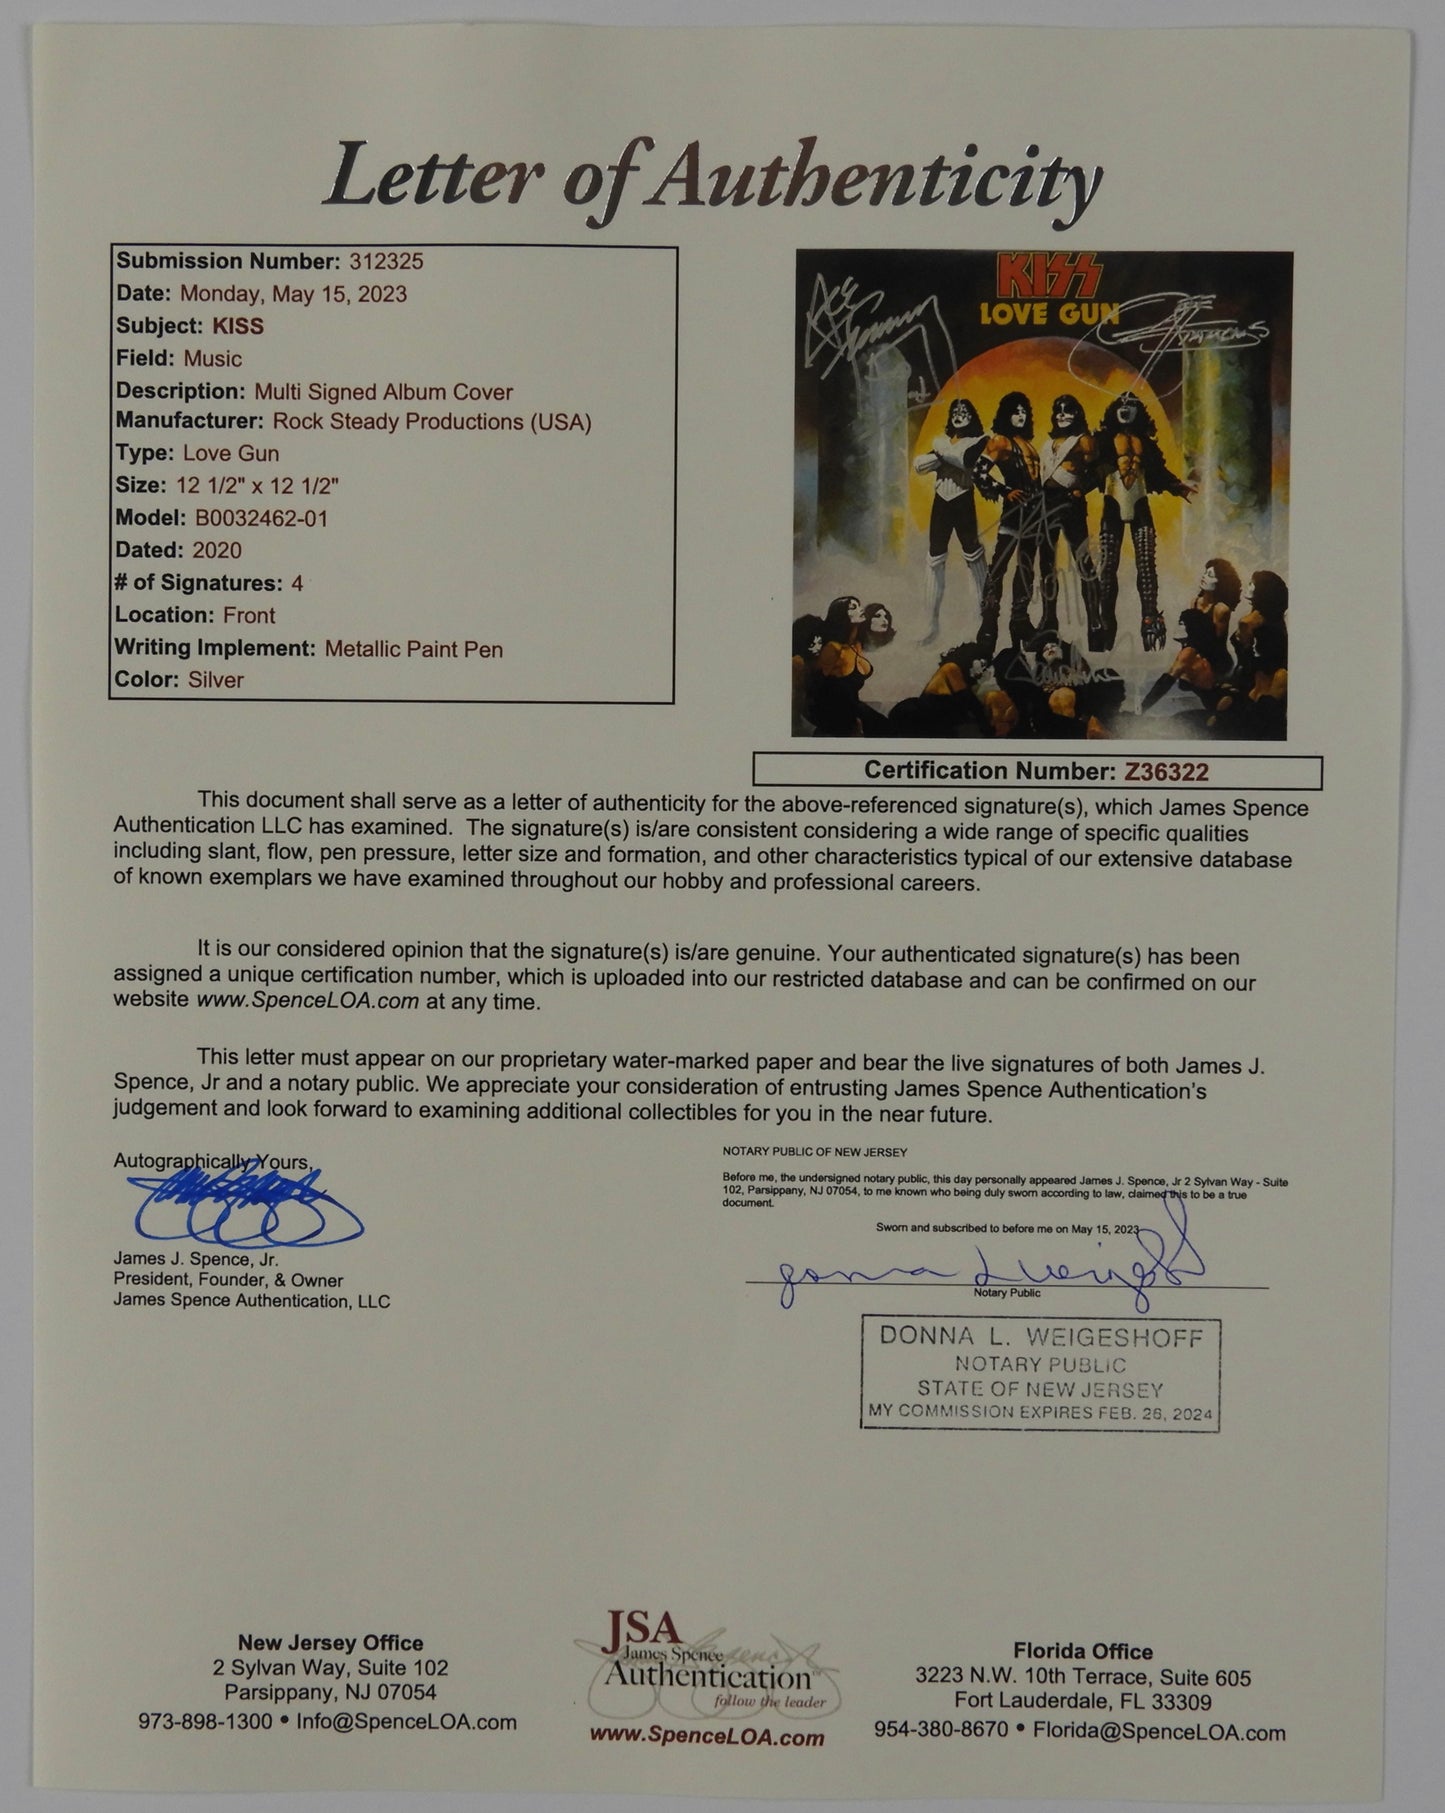 Letter of Authenticity
Submission Number: 312325
Date: Monday, May 15, 2023
Subject: KISS
Field: Music
Description: Multi Signed Album Cover
Manufacturer: Rock Steady Productions (USA)
Type: Love Gun
Size: 12 1/2" x 12 1/2"
Model: B0032462-01
Dated: 2020
# of Signatures: 4
Location: Front
Writing Implement: Metallic Paint Pen
Color: Silver
KISS
LOVE GUN
Ace
Certification Number: Z36322
This document shall serve as a letter of authenticity for the above-referenced signature(s), which James Spence
Authentication LLC has examined. The signature(s) is/are consistent considering a wide range of specific qualities
including slant, flow, pen pressure, letter size and formation, and other characteristics typical of our extensive database
of known exemplars we have examined throughout our hobby and professional careers.
It is our considered opinion that the signature(s) is/are genuine. Your authenticated signature(s) has been
assigned a unique certification number, which is uploaded into our restricted database and can be confirmed on our
website www.SpenceLOA.com at any time.
This letter must appear on our proprietary water-marked paper and bear the live signatures of both James J.
Spence, Jr and a notary public. We appreciate your consideration of entrusting James Spence Authentication's
judgement and look forward to examining additional collectibles for you in the near future.
Autographically Yours,
James J. Spence, Jr.
President, Founder, & Owner
James Spence Authentication, LLC
NOTARY PUBLIC OF NEW JERSEY
Before me, the undersigned notary public, this day personally appeared James J. Spence, Jr 2 Sylvan Way - Suite
102, Parsippany, NJ 07054, to me known who being duly sworn according to law, claimed this to be a true
document.
Sworn and subscribed to before me on May 15, 2023
Notary Public
DONNA L. WEIGESHOFF
NOTARY PUBLIC
STATE OF NEW JERSEY
MY COMMISSION EXPIRES FEB. 26, 2024
New Jersey Office
2 Sylvan Way, Suite 102
Parsippany, NJ 07054
973-898-1300 • Info@SpenceLOA.com
JSA
James Spence
Authentication™
follow the leader
www.SpenceLOA.com
Florida Office
3223 N.W. 10th Terrace, Suite 605
Fort Lauderdale, FL 33309
954-380-8670 • Florida@SpenceLOA.com